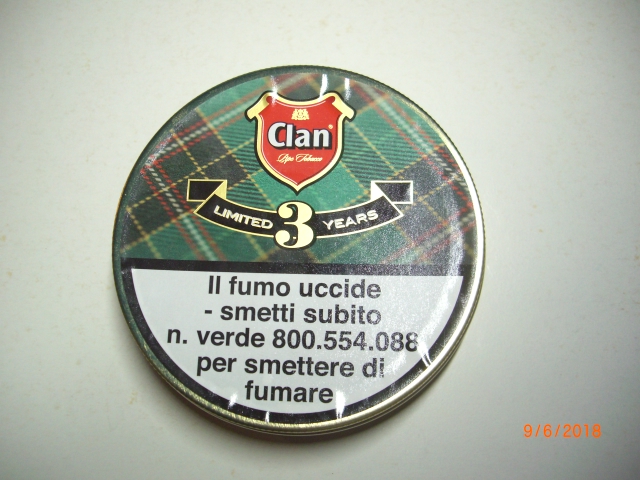 Clan®
Pipe Tobacco
LIMITED 3 YEARS
Il fumo uccide
- smetti subito
n. verde 800.554.088
per smettere di
fumare
9/6/2018